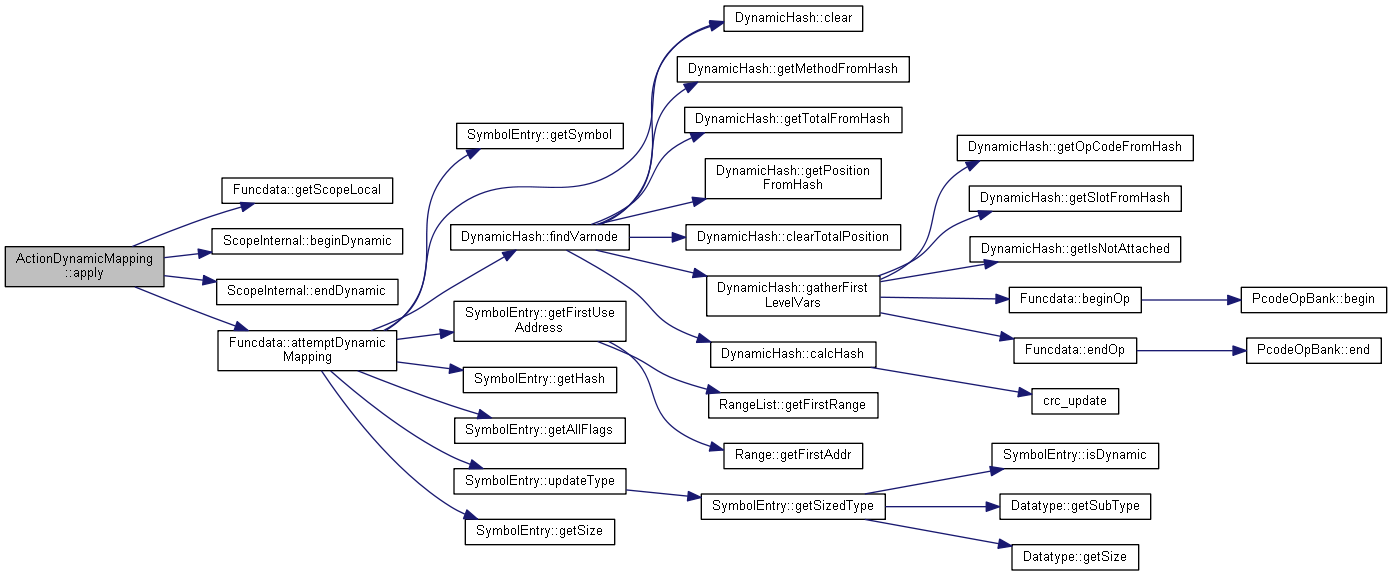 DynamicHash::clear
DynamicHash::getMethodFromHash
DynamicHash::getTotalFromHash
SymbolEntry::getSymbol
DynamicHash::getOpCodeFromHash
DynamicHash::getPosition
FromHash
Funcdata::getScopeLocal
DynamicHash::getSlotFromHash
DynamicHash::findVarnode
DynamicHash::clearTotalPosition
ScopeInternal::beginDynamic
DynamicHash::getIsNotAttached
ActionDynamicMapping
::apply
ScopeInternal::endDynamic
DynamicHash::gatherFirst
LevelVars
Funcdata::beginOp
PcodeOpBank::begin
SymbolEntry::getFirstUse
Address
Funcdata::attemptDynamic
Mapping
DynamicHash::calcHash
Funcdata::endOp
PcodeOpBank::end
SymbolEntry::getHash
RangeList::getFirstRange
crc_update
SymbolEntry::getAllFlags
Range::getFirstAddr
SymbolEntry::isDynamic
SymbolEntry::updateType
SymbolEntry::getSizedType
Datatype::getSubType
SymbolEntry::getSize
Datatype::getSize